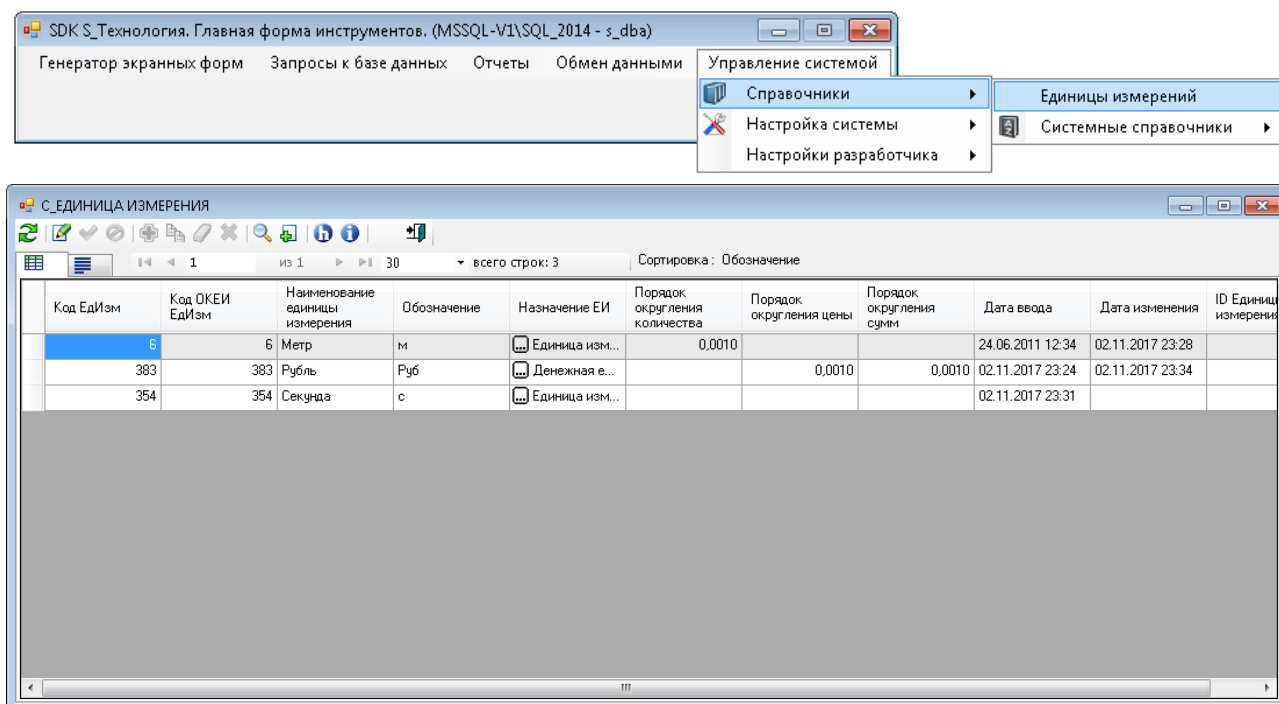 SDK S_Технология. Главная форма инструментов. (MSSQL-V1\SQL_2014 - s_dba)
Генератор экранных форм Запросы к базе данных Отчеты Обмен данными Управление системой
Справочники
Единицы измерений
Настройка системы
Системные справочники
Настройки разработчика
С_ЕДИНИЦА ИЗМЕРЕНИЯ
1 из 1 30 всего строк: 3 Сортировка : Обозначение
Код ЕдИзм
Код ОКЕИ
ЕдИзм
Наименование
единицы
измерения
Обозначение
Назначение ЕИ
Порядок
округления
количества
Порядок
округления цены
Порядок
округления
сумм
Дата ввода
Дата изменения
ID Единиц
измерения
6 6 Метр м ... Единица изм... 0,0010 24.06.2011 12:34 02.11.2017 23:28
383 383 Рубль Руб ... Денежная е... 0,0010 0,0010 02.11.2017 23:24 02.11.2017 23:34
354 354 Секунда с ... Единица изм... 02.11.2017 23:31